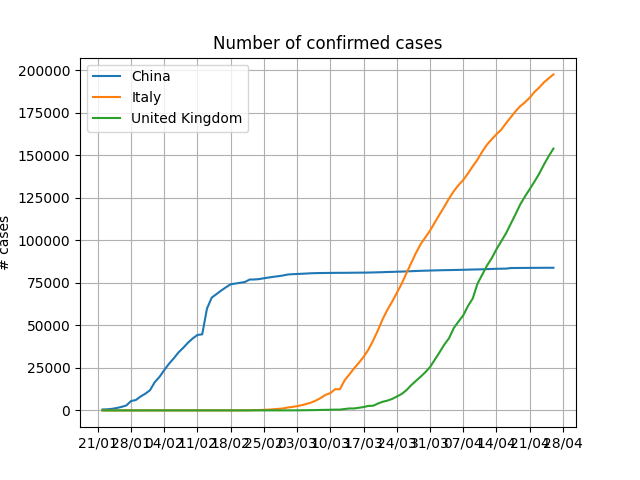 Number of confirmed cases
China
Italy
United Kingdom
200000
175000
150000
125000
100000
75000
50000
25000
0
# cases
21/01 28/01 04/02 11/02 18/02 25/02 03/03 10/03 17/03 24/03 31/03 07/04 14/04 21/04 28/04